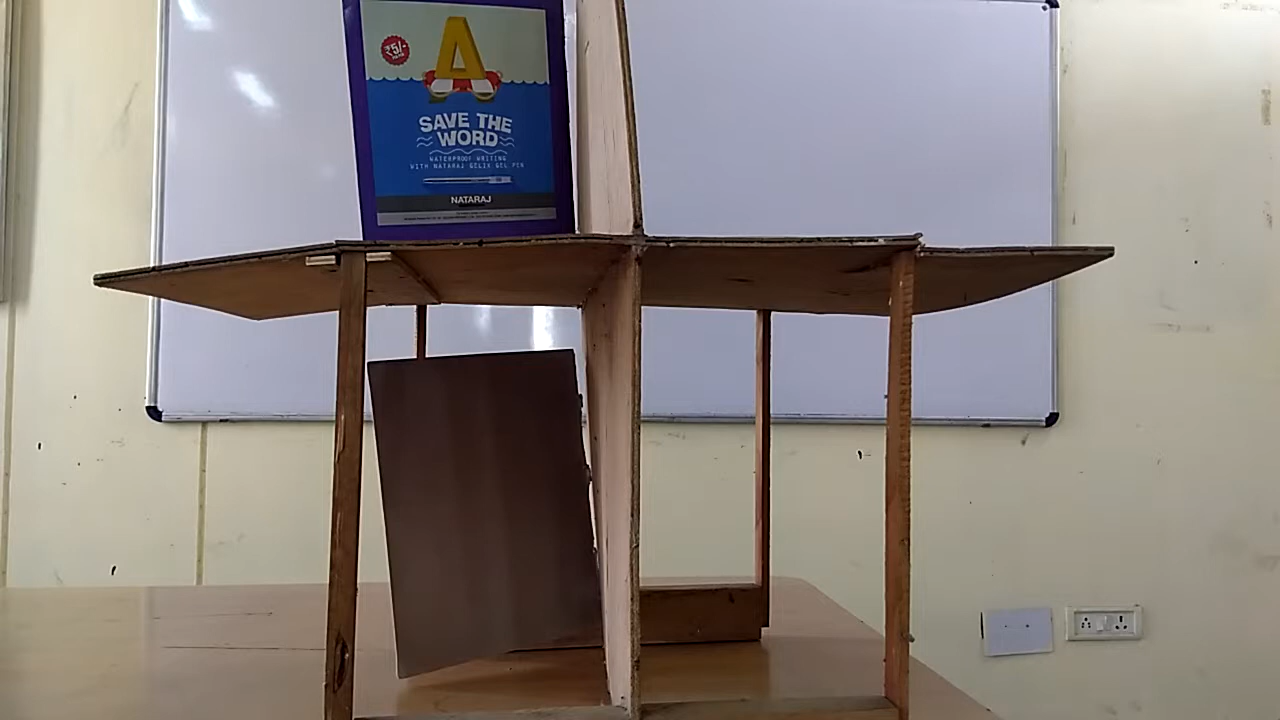 ₹5/-
SAVE THE
WORD
WATERPROOF WRITING
WITH NATARAJ GELIX GEL PEN
NATARAJ